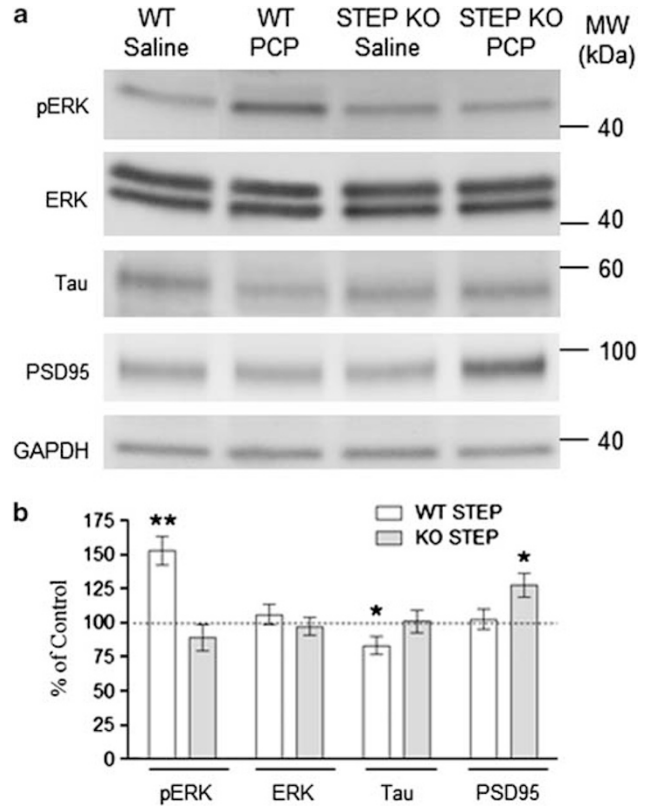 a
WT Saline
WT PCP
STEP KO Saline
STEP KO PCP
MW (kDa)
pERK
40
ERK
40
Tau
60
PSD95
100
GAPDH
40
b
% of Control
175
150
125
100
75
50
25
0
**
*
*
WT STEP
KO STEP
pERK
ERK
Tau
PSD95